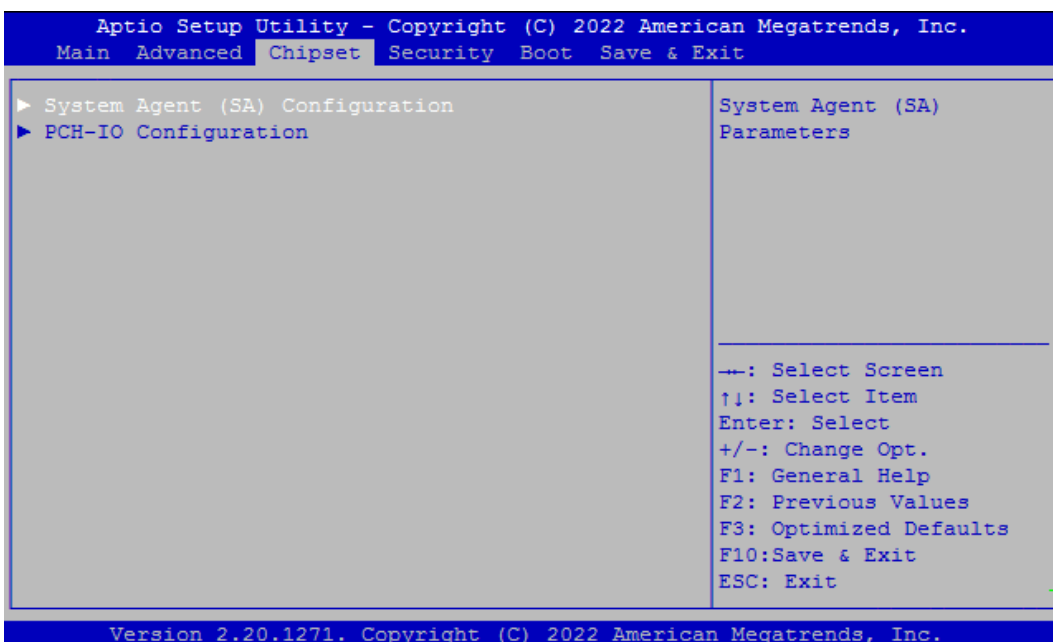 Aptio Setup Utility – Copyright (C) 2022 American Megatrends, Inc.
Main Advanced Chipset Security Boot Save & Exit
► System Agent (SA) Configuration
► PCH-IO Configuration
System Agent (SA)
Parameters
→←: Select Screen
↑↓: Select Item
Enter: Select
+/-: Change Opt.
F1: General Help
F2: Previous Values
F3: Optimized Defaults
F10:Save & Exit
ESC: Exit
Version 2.20.1271. Copyright (C) 2022 American Megatrends, Inc.